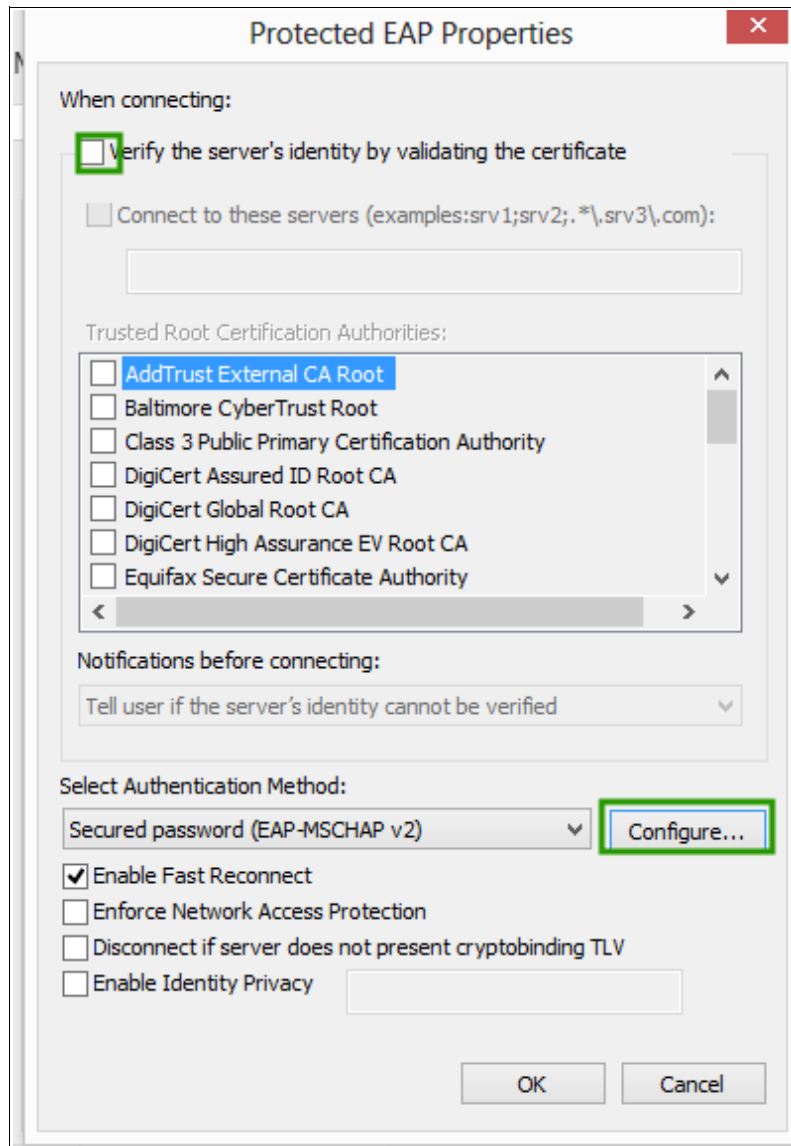 Protected EAP Properties
When connecting:
Verify the server's identity by validating the certificate
Connect to these servers (examples:srv1;srv2;.*\.srv3\.com):
Trusted Root Certification Authorities:
AddTrust External CA Root
Baltimore CyberTrust Root
Class 3 Public Primary Certification Authority
DigiCert Assured ID Root CA
DigiCert Global Root CA
DigiCert High Assurance EV Root CA
Equifax Secure Certificate Authority
Notifications before connecting:
Tell user if the server's identity cannot be verified
Select Authentication Method:
Secured password (EAP-MSCHAP v2) Configure...
Enable Fast Reconnect
Enforce Network Access Protection
Disconnect if server does not present cryptobinding TLV
Enable Identity Privacy
OK Cancel